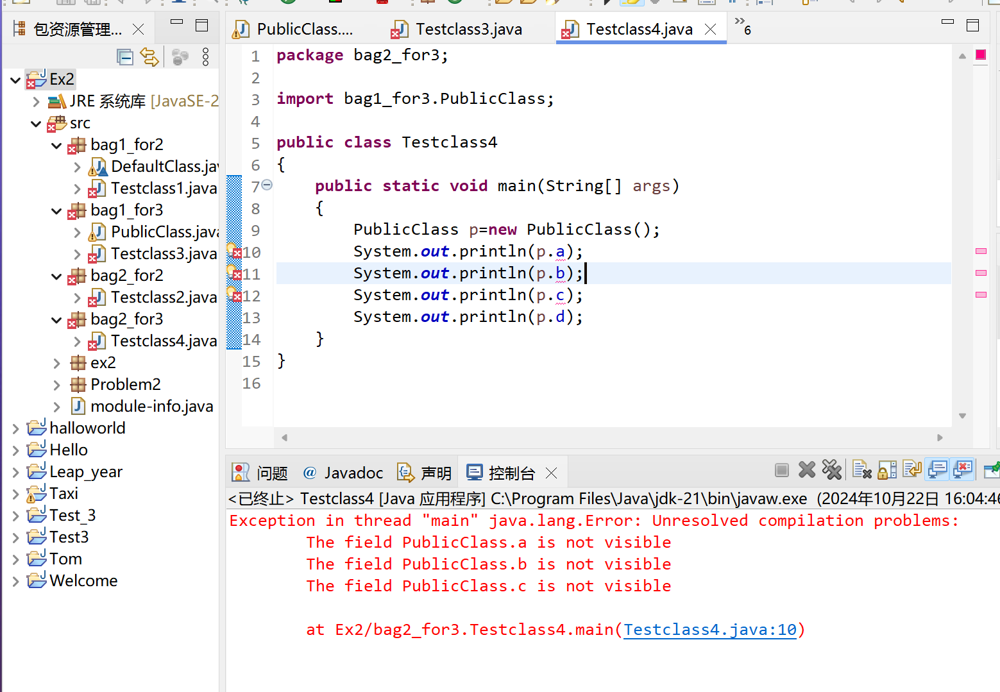 包资源管理...
PublicClass....
Testclass3.java
Testclass4.java
»6
Ex2
JRE 系统库 [JavaSE-2
src
bag1_for2
DefaultClass.jav
Testclass1.java
bag1_for3
PublicClass.java
Testclass3.java
bag2_for2
Testclass2.java
bag2_for3
Testclass4.java
ex2
Problem2
module-info.java
halloworld
Hello
Leap_year
Taxi
Test_3
Test3
Tom
Welcome
1 package bag2_for3;
2
3 import bag1_for3.PublicClass;
4
5 public class Testclass4
6 {
7 public static void main(String[] args)
8 {
9 PublicClass p=new PublicClass();
10 System.out.println(p.a);
11 System.out.println(p.b);
12 System.out.println(p.c);
13 System.out.println(p.d);
14 }
15 }
16
问题 @ Javadoc 声明 控制台
<已终止> Testclass4 [Java 应用程序] C:\Program Files\Java\jdk-21\bin\javaw.exe (2024年10月22日 16:04:46
Exception in thread "main" java.lang.Error: Unresolved compilation problems:
The field PublicClass.a is not visible
The field PublicClass.b is not visible
The field PublicClass.c is not visible
at Ex2/bag2_for3.Testclass4.main(Testclass4.java:10)